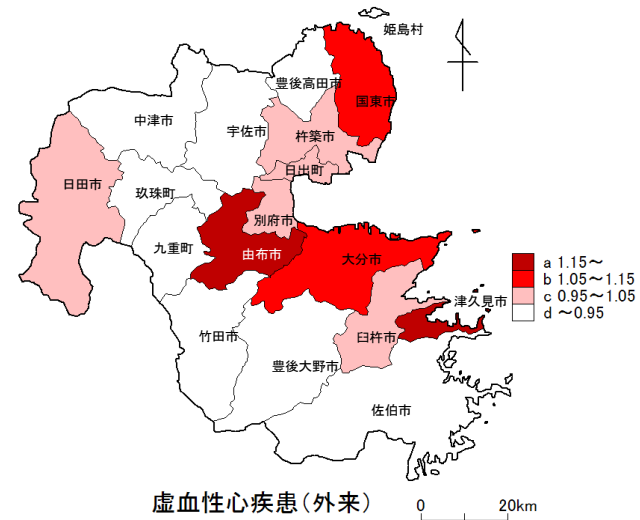 姫島村
豊後高田市
国東市
中津市
宇佐市
杵築市
日出町
日田市
玖珠町
別府市
九重町
由布市
大分市
a 1.15～
b 1.05～1.15
c 0.95～1.05
d ～0.95
津久見市
竹田市
臼杵市
豊後大野市
佐伯市
虚血性心疾患（外来）
0 20km